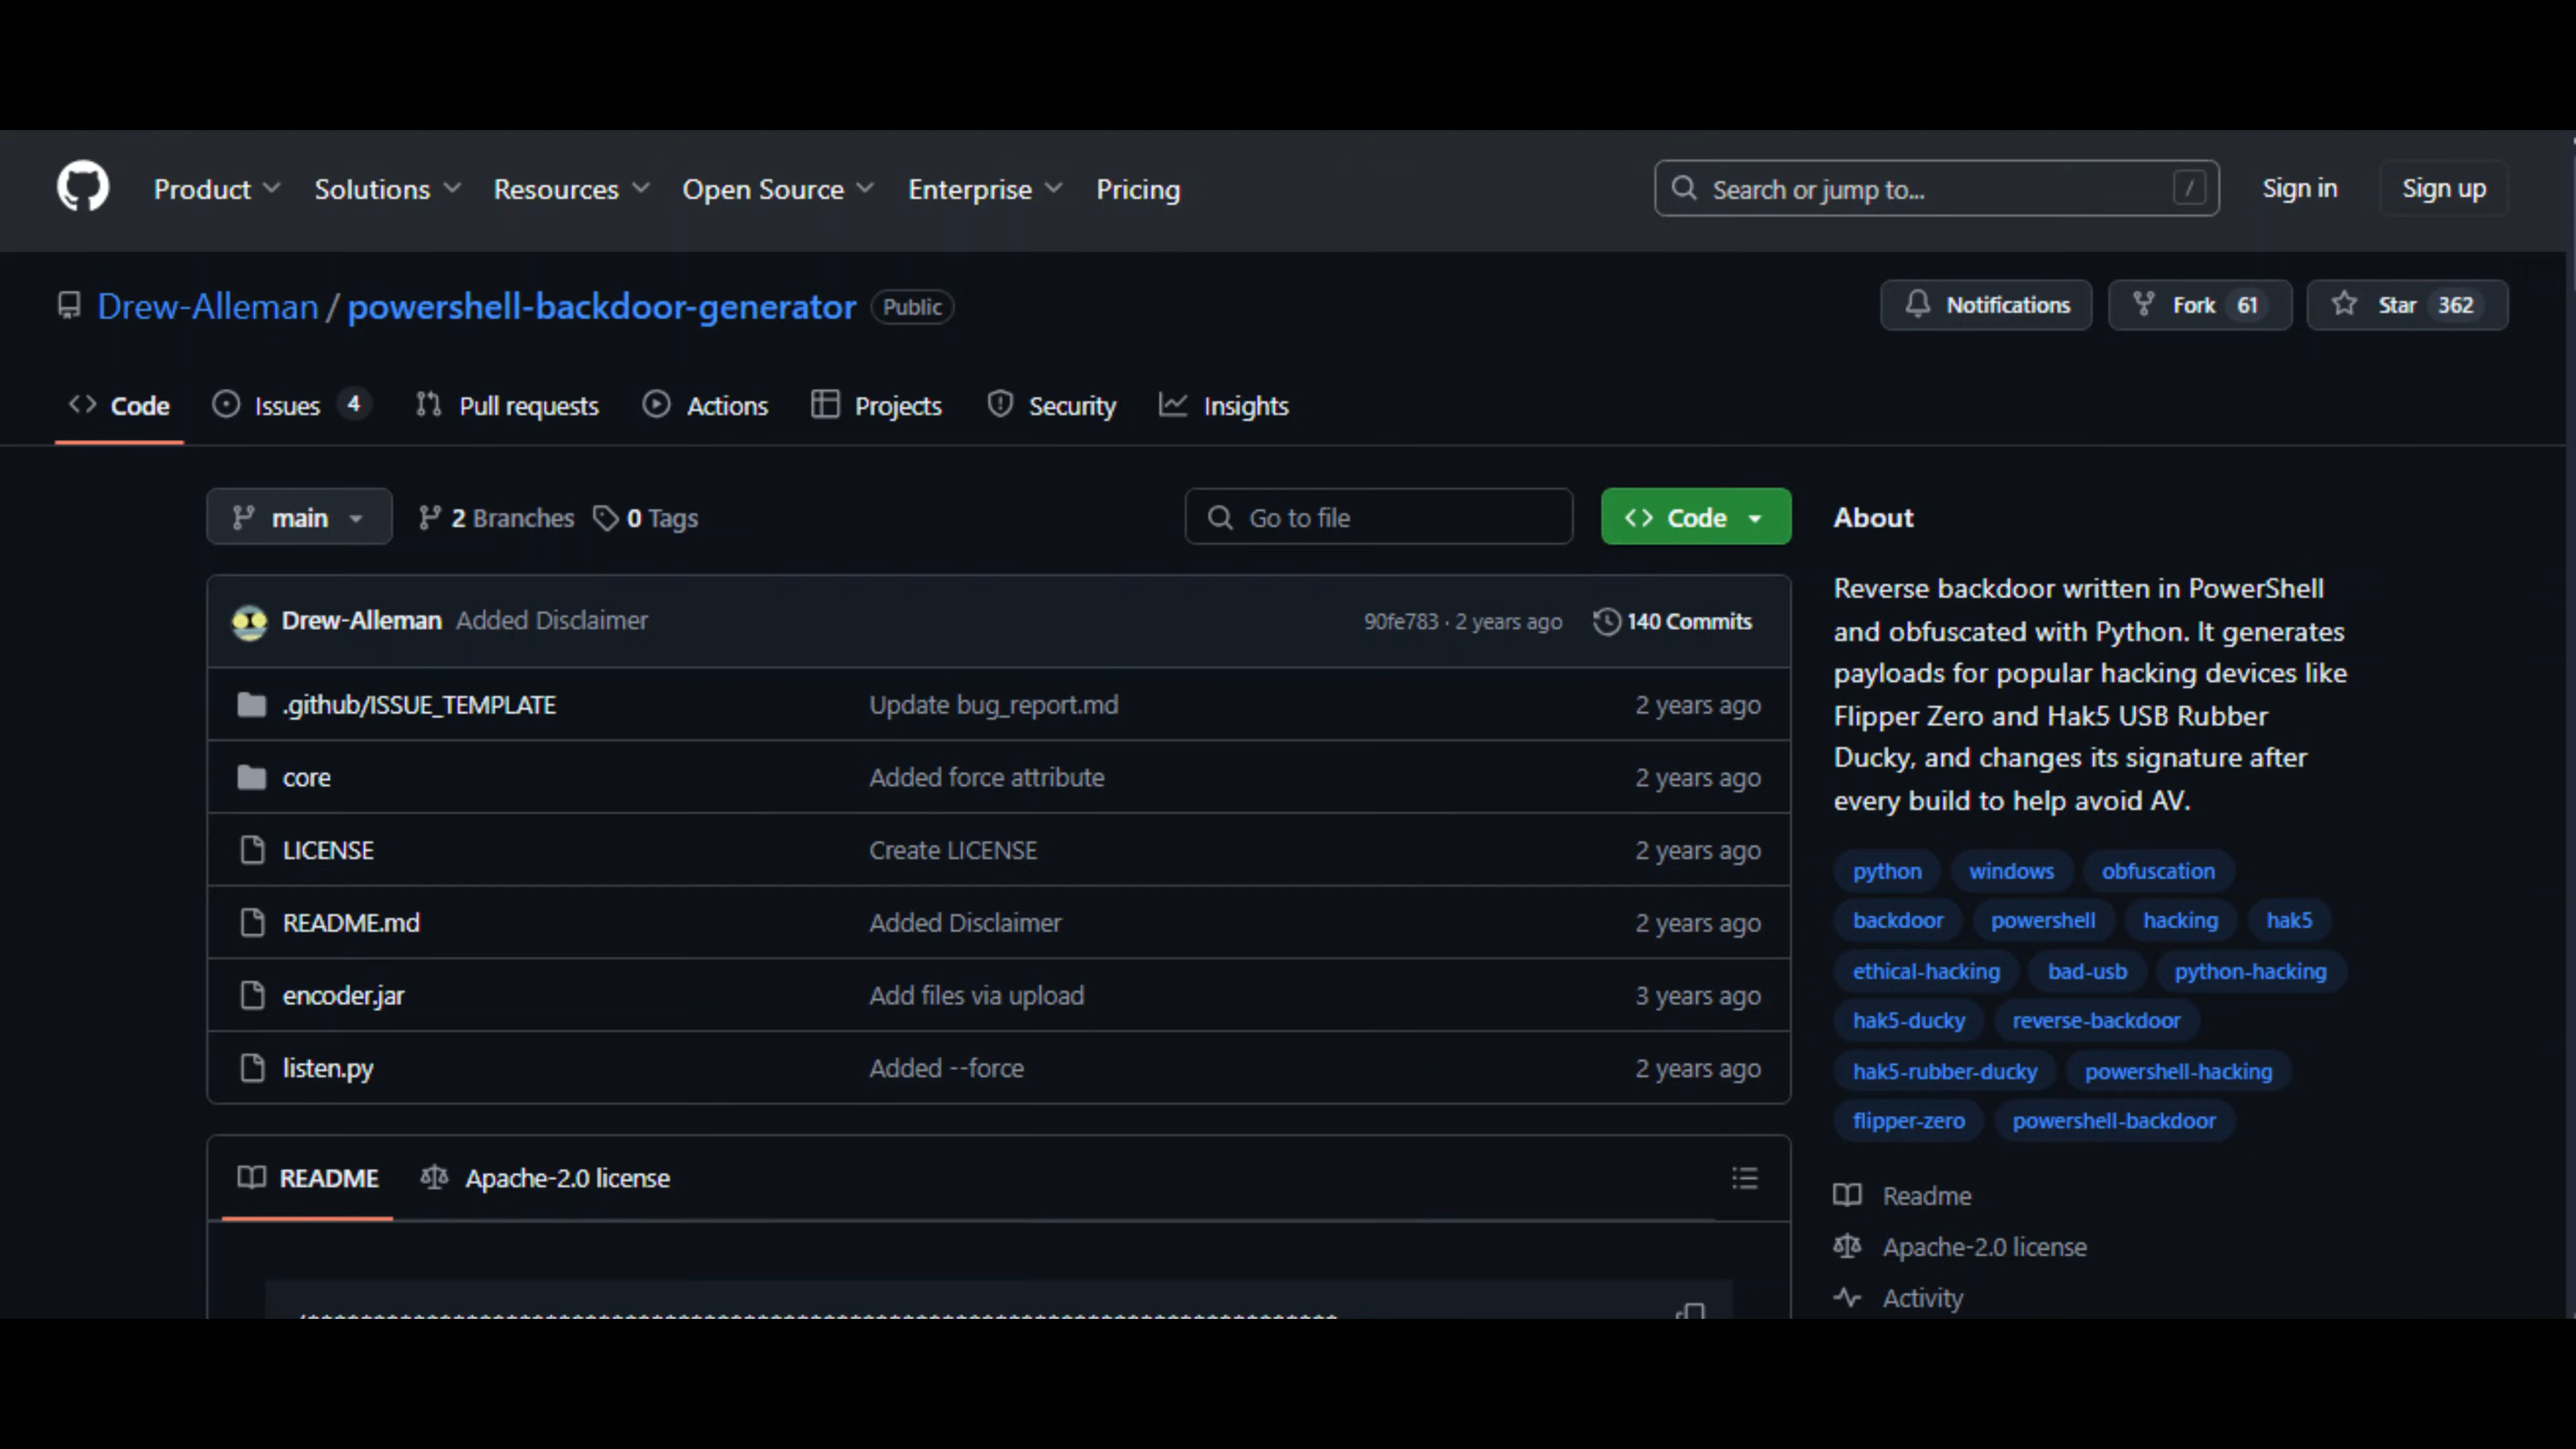 Product Solutions Resources Open Source Enterprise Pricing Search or jump to... / Sign in Sign up
Drew-Alleman / powershell-backdoor-generator Public Notifications Fork 61 Star 362
Code Issues 4 Pull requests Actions Projects Security Insights
main 2 Branches 0 Tags Go to file Code
Drew-Alleman Added Disclaimer 90fe783 · 2 years ago 140 Commits
.github/ISSUE_TEMPLATE Update bug_report.md 2 years ago
core Added force attribute 2 years ago
LICENSE Create LICENSE 2 years ago
README.md Added Disclaimer 2 years ago
encoder.jar Add files via upload 3 years ago
listen.py Added --force 2 years ago
README Apache-2.0 license
About
Reverse backdoor written in PowerShell
and obfuscated with Python. It generates
payloads for popular hacking devices like
Flipper Zero and Hak5 USB Rubber
Ducky, and changes its signature after
every build to help avoid AV.
python windows obfuscation
backdoor powershell hacking hak5
ethical-hacking bad-usb python-hacking
hak5-ducky reverse-backdoor
hak5-rubber-ducky powershell-hacking
flipper-zero powershell-backdoor
Readme
Apache-2.0 license
Activity